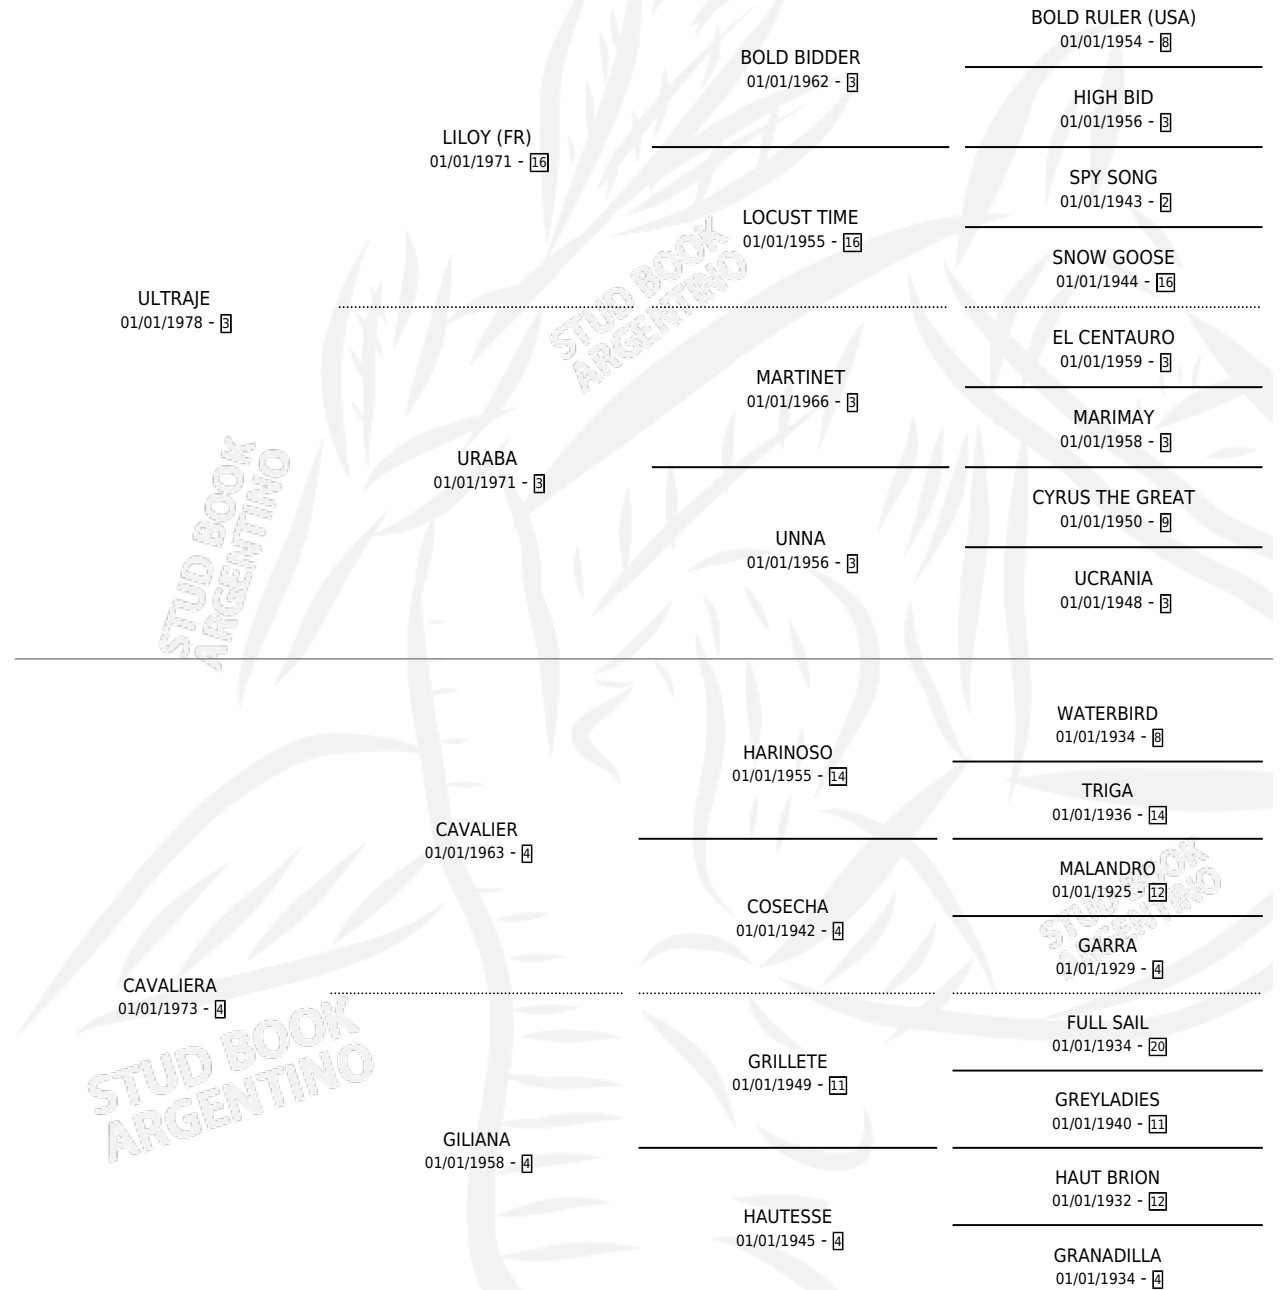 BOLD RULER (USA)
01/01/1954 - 8
BOLD BIDDER
01/01/1962 - 3
HIGH BID
01/01/1956 - 3
LILOY (FR)
01/01/1971 - 16
SPY SONG
01/01/1943 - 2
LOCUST TIME
01/01/1955 - 16
SNOW GOOSE
01/01/1944 - 16
ULTRAJE
01/01/1978 - 3
STUD BOOK
ARGENTINO
EL CENTAURO
01/01/1959 - 3
MARTINET
01/01/1966 - 3
MARIMAY
01/01/1958 - 3
URABA
01/01/1971 - 3
CYRUS THE GREAT
01/01/1950 - 9
UNNA
01/01/1956 - 3
UCRANIA
01/01/1948 - 3
STUD BOOK
ARGENTINO
WATERBIRD
01/01/1934 - 8
HARINOSO
01/01/1955 - 14
TRIGA
01/01/1936 - 14
CAVALIER
01/01/1963 - 4
MALANDRO
01/01/1925 - 12
COSECHA
01/01/1942 - 4
STUD BOOK
ARGENTINO
GARRA
01/01/1929 - 4
CAVALIERA
01/01/1973 - 4
FULL SAIL
01/01/1934 - 20
GRILLETE
01/01/1949 - 11
STUD BOOK
ARGENTINO
GREYLADIES
01/01/1940 - 11
GILIANA
01/01/1958 - 4
HAUT BRION
01/01/1932 - 12
HAUTESSE
01/01/1945 - 4
GRANADILLA
01/01/1934 - 4